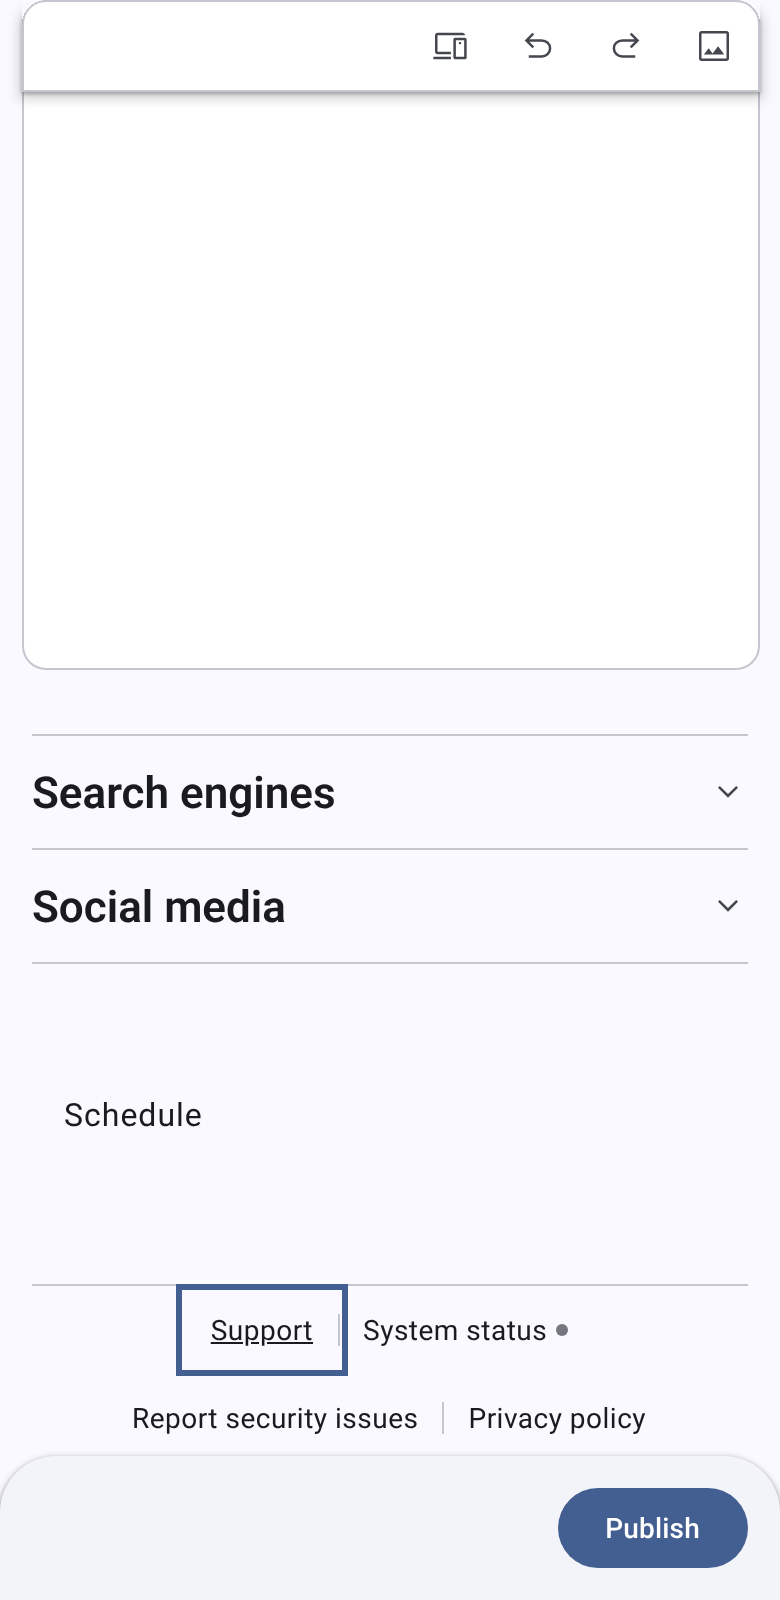 Search engines
Social media
Schedule
Support System status
Report security issues Privacy policy
Publish